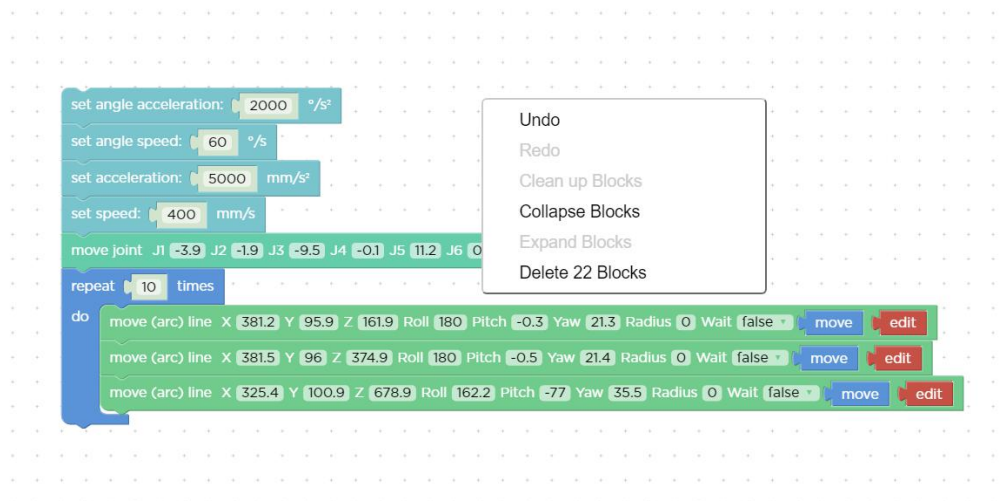 set angle acceleration: 2000 °/s²
set angle speed: 60 °/s
set acceleration: 5000 mm/s²
set speed: 400 mm/s
move joint J1 -3.9 J2 -1.9 J3 -9.5 J4 -0.1 J5 11.2 J6
repeat 10 times
do
move (arc) line X 381.2 Y 95.9 Z 161.9 Roll 180 Pitch -0.3 Yaw 21.3 Radius 0 Wait false move edit
move (arc) line X 381.5 Y 96 Z 374.9 Roll 180 Pitch -0.5 Yaw 21.4 Radius 0 Wait false move edit
move (arc) line X 325.4 Y 100.9 Z 678.9 Roll 162.2 Pitch -77 Yaw 35.5 Radius 0 Wait false move edit
Undo
Redo
Clean up Blocks
Collapse Blocks
Expand Blocks
Delete 22 Blocks